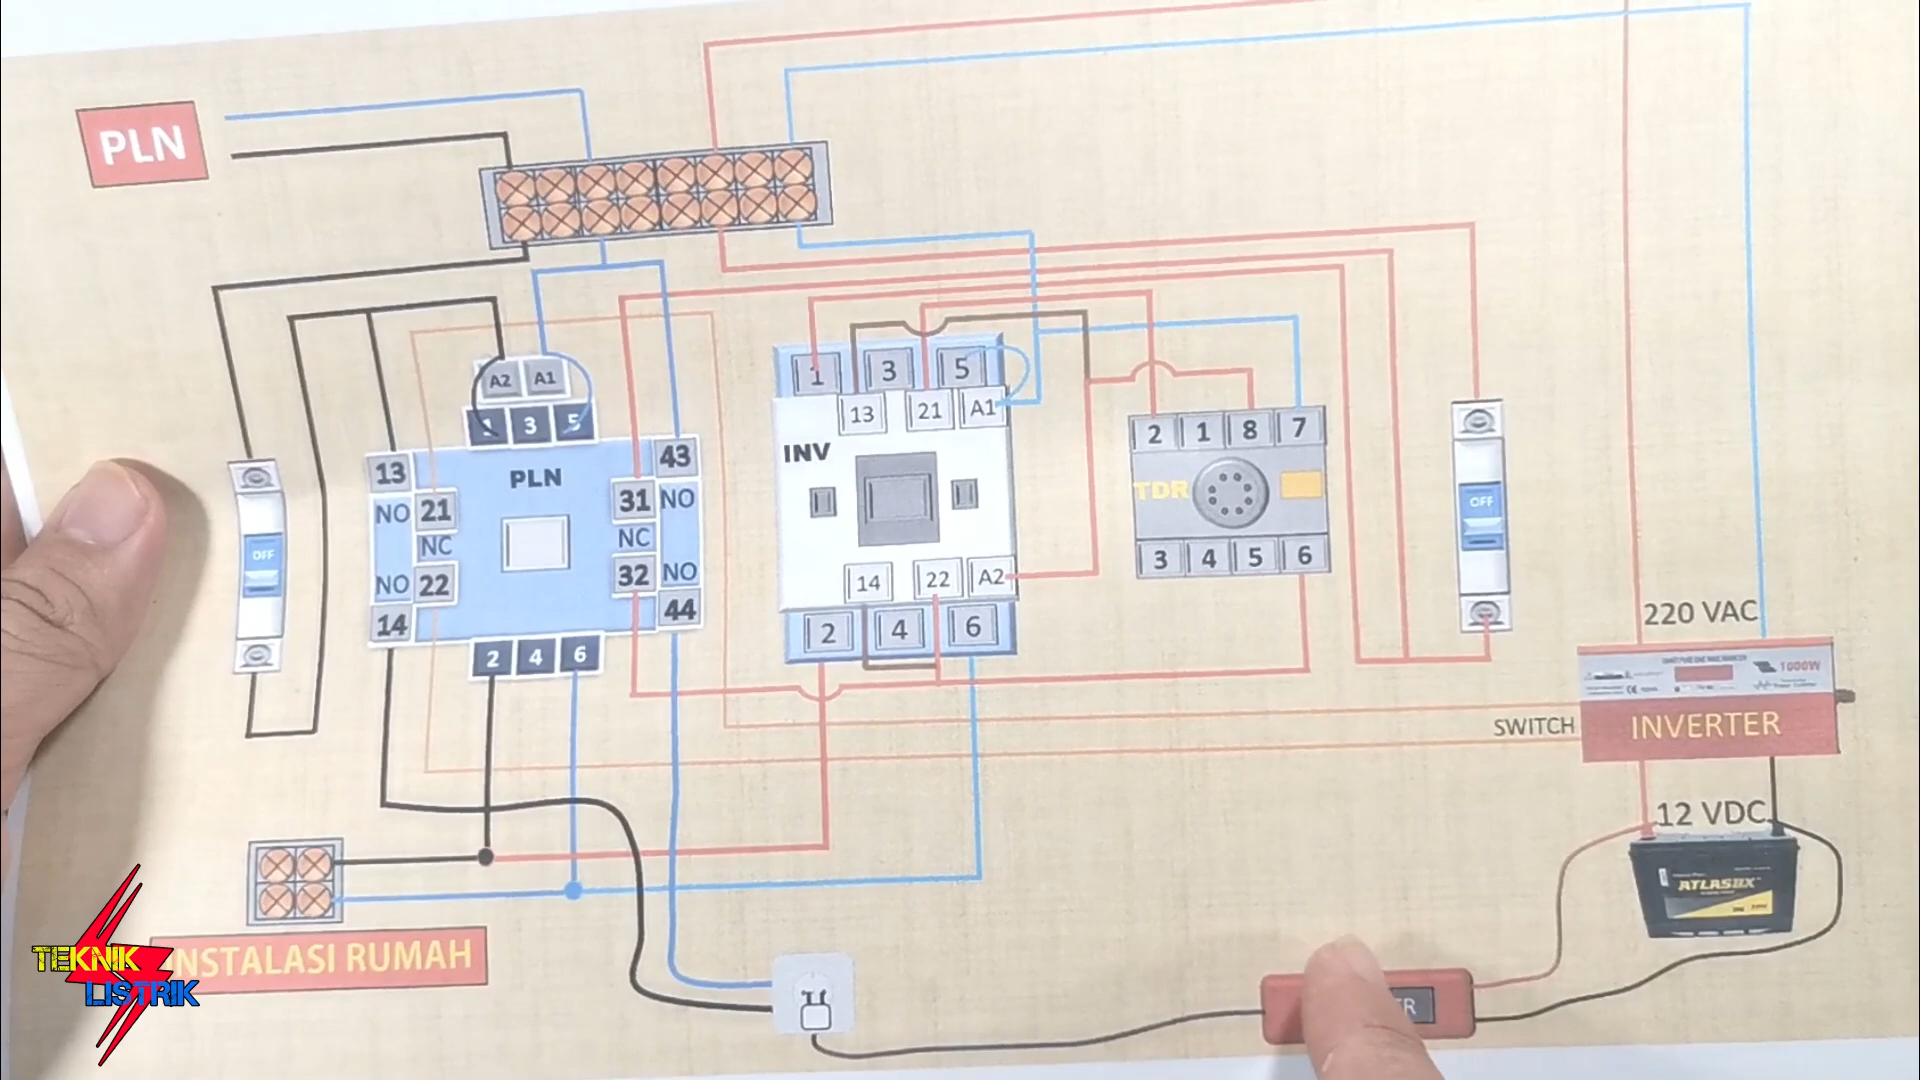 PLN
A2 A1
1 3 5
13
43
PLN
NO
21
31
NO
NC
NC
NO
22
32
NO
14
44
2 4 6
OFF
1 3 5
13 21 A1
INV
14 22 A2
2 4 6
2 1 8 7
TDR
3 4 5 6
OFF
220 VAC
1000W
SWITCH
INVERTER
12 VDC
ATLASBX
NSTALASI RUMAH
TEKNIK
LISTRIK